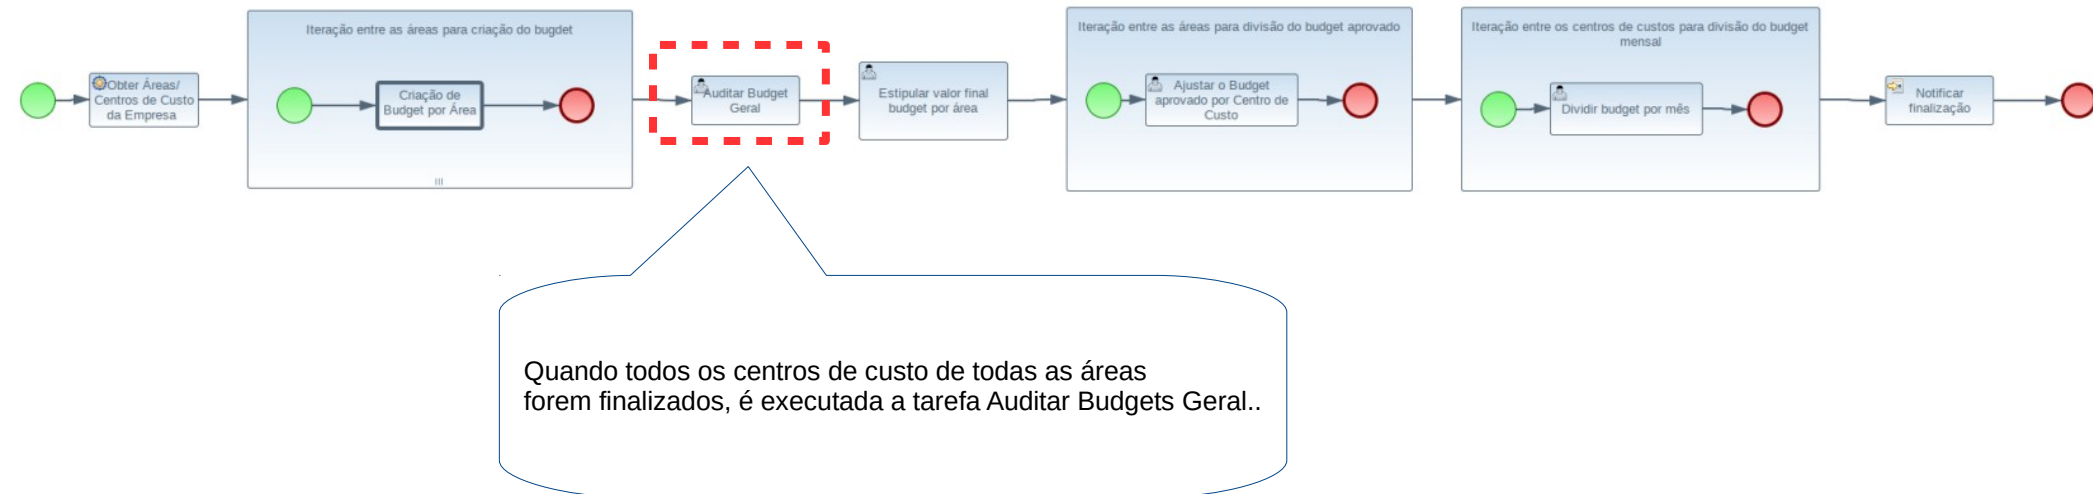 Obter Áreas/
Centros de Custo
da Empresa
Iteração entre as áreas para criação do bugdet
Criação de
Budget por Área
Auditar Budget
Geral
Estipular valor final
budget por área
Iteração entre as áreas para divisão do budget aprovado
Ajustar o Budget
aprovado por Centro de
Custo
Iteração entre os centros de custos para divisão do budget
mensal
Dividir budget por mês
Notificar
finalização
Quando todos os centros de custo de todas as áreas
forem finalizados, é executada a tarefa Auditar Budgets Geral..